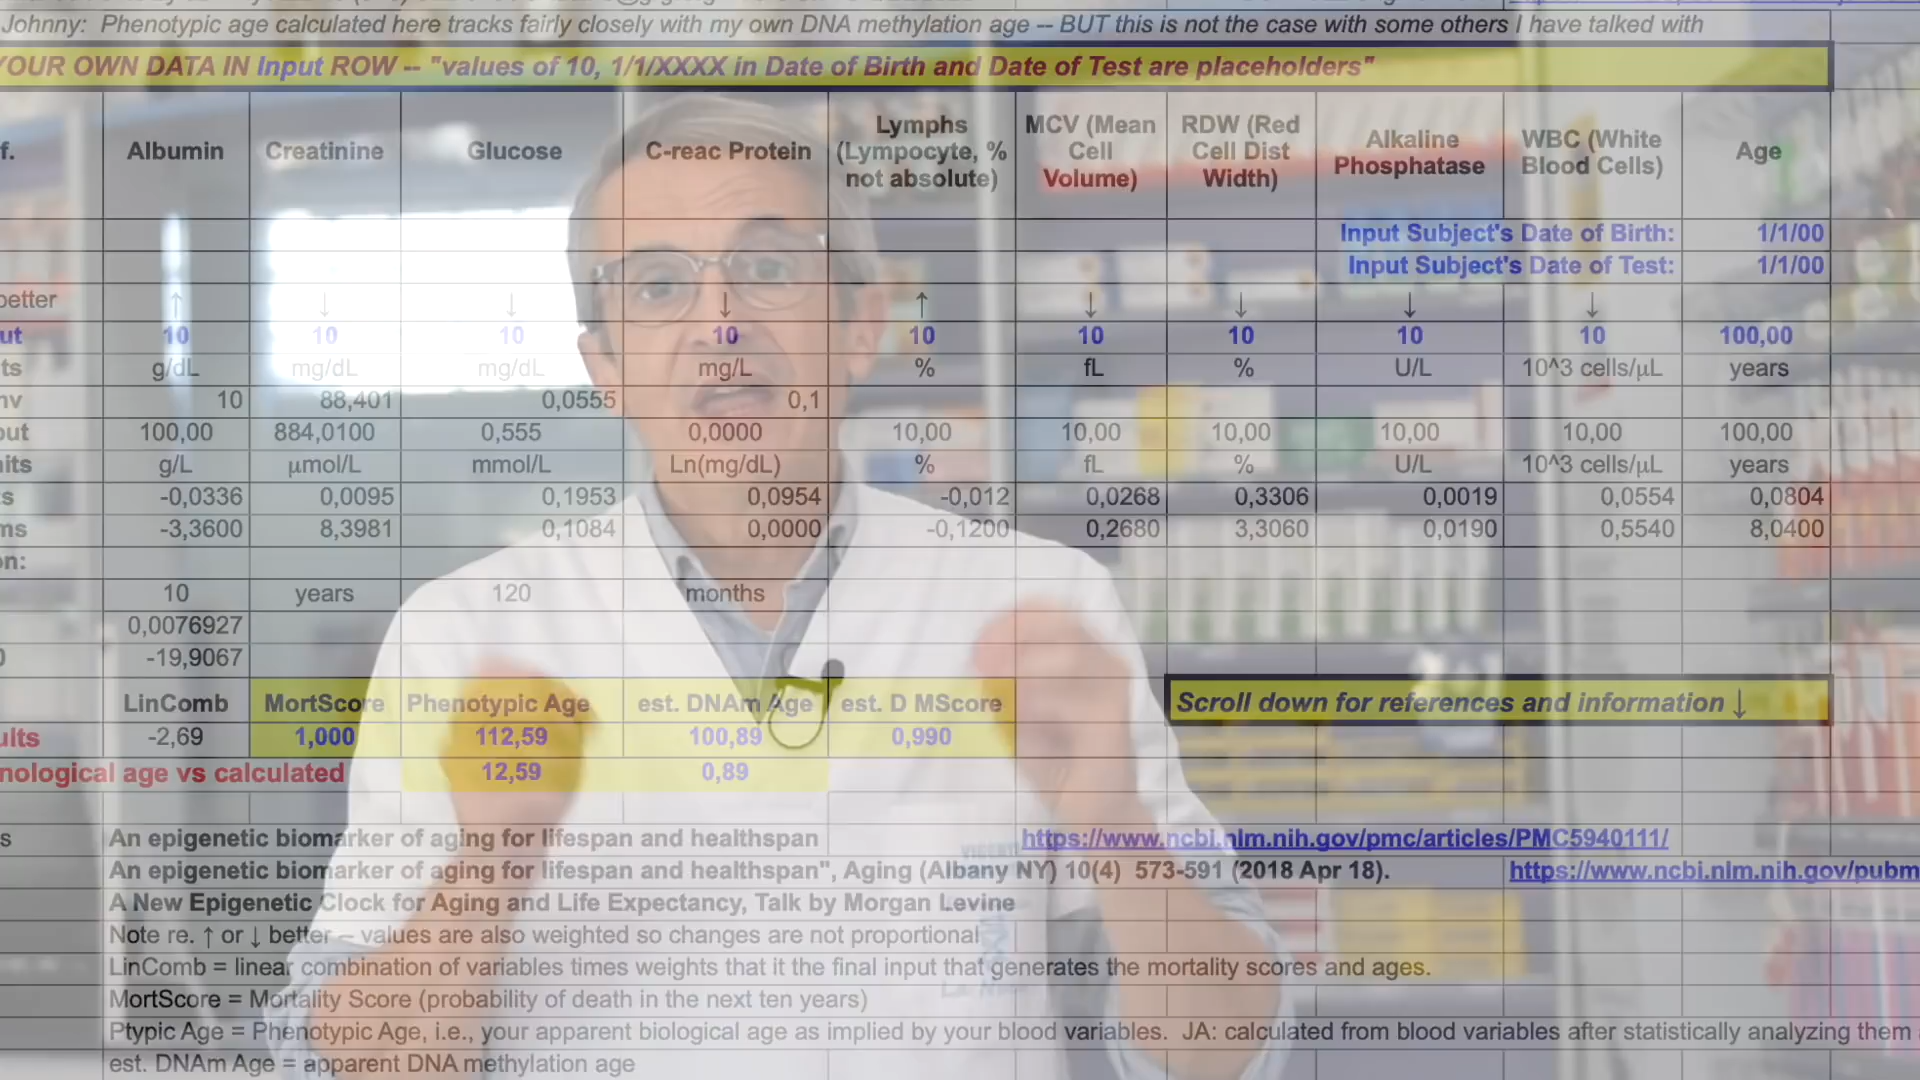 Johnny: Phenotypic age calculated here tracks fairly closely with my own DNA methylation age -- BUT this is not the case with some others I have talked with
YOUR OWN DATA IN Input ROW -- "values of 10, 1/1/XXXX in Date of Birth and Date of Test are placeholders"
f. Albumin Creatinine Glucose C-reac Protein Lymphs (Lympocyte, % not absolute) MCV (Mean Cell Volume) RDW (Red Cell Dist Width) Alkaline Phosphatase WBC (White Blood Cells) Age
Input Subject's Date of Birth: 1/1/00
Input Subject's Date of Test: 1/1/00
better ↑ ↓ ↓ ↓ ↑ ↓ ↓ ↓ ↓
ut 10 10 10 10 10 10 10 10 10 100,00
ts g/dL mg/dL mg/dL mg/L % fL % U/L 10^3 cells/µL years
nv 10 88,401 0,0555 0,1
out 100,00 884,0100 0,555 0,0000 10,00 10,00 10,00 10,00 10,00 100,00
nits g/L µmol/L mmol/L Ln(mg/dL) % fL % U/L 10^3 cells/µL years
s -0,0336 0,0095 0,1953 0,0954 -0,012 0,0268 0,3306 0,0019 0,0554 0,0804
ms -3,3600 8,3981 0,1084 0,0000 -0,1200 0,2680 3,3060 0,0190 0,5540 8,0400
on:
10 years 120 months
0,0076927
-19,9067
LinComb MortScore Phenotypic Age est. DNAm Age est. D MScore Scroll down for references and information ↓
ults -2,69 1,000 112,59 100,89 0,990
nological age vs calculated 12,59 0,89
s An epigenetic biomarker of aging for lifespan and healthspan https://www.ncbi.nlm.nih.gov/pmc/articles/PMC5940111/
An epigenetic biomarker of aging for lifespan and healthspan", Aging (Albany NY) 10(4) 573-591 (2018 Apr 18). https://www.ncbi.nlm.nih.gov/pubm
A New Epigenetic Clock for Aging and Life Expectancy, Talk by Morgan Levine
Note re. ↑ or ↓ better – values are also weighted so changes are not proportional
LinComb = linear combination of variables times weights that it the final input that generates the mortality scores and ages.
MortScore = Mortality Score (probability of death in the next ten years)
Ptypic Age = Phenotypic Age, i.e., your apparent biological age as implied by your blood variables. JA: calculated from blood variables after statistically analyzing them
est. DNAm Age = apparent DNA methylation age